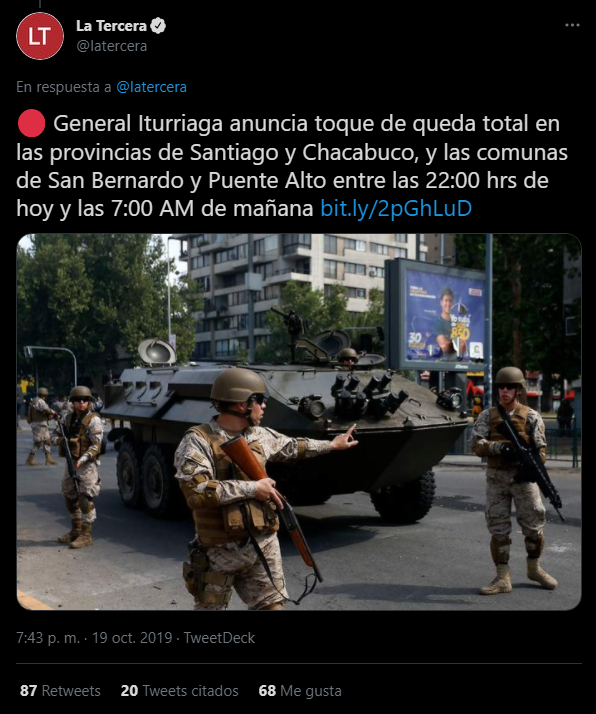 LT
La Tercera
@latercera
En respuesta a @latercera
🔴 General Iturriaga anuncia toque de queda total en
las provincias de Santiago y Chacabuco, y las comunas
de San Bernardo y Puente Alto entre las 22:00 hrs de
hoy y las 7:00 AM de mañana bit.ly/2pGhLuD
222
30
7:43 p. m. · 19 oct. 2019 · TweetDeck
87 Retweets 20 Tweets citados 68 Me gusta